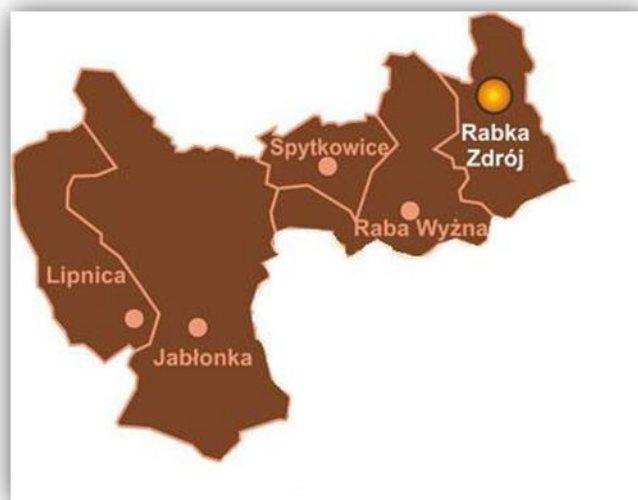 Rabka
Zdrój
Spytkowice
Raba Wyżna
Lipnica
Jabłonka